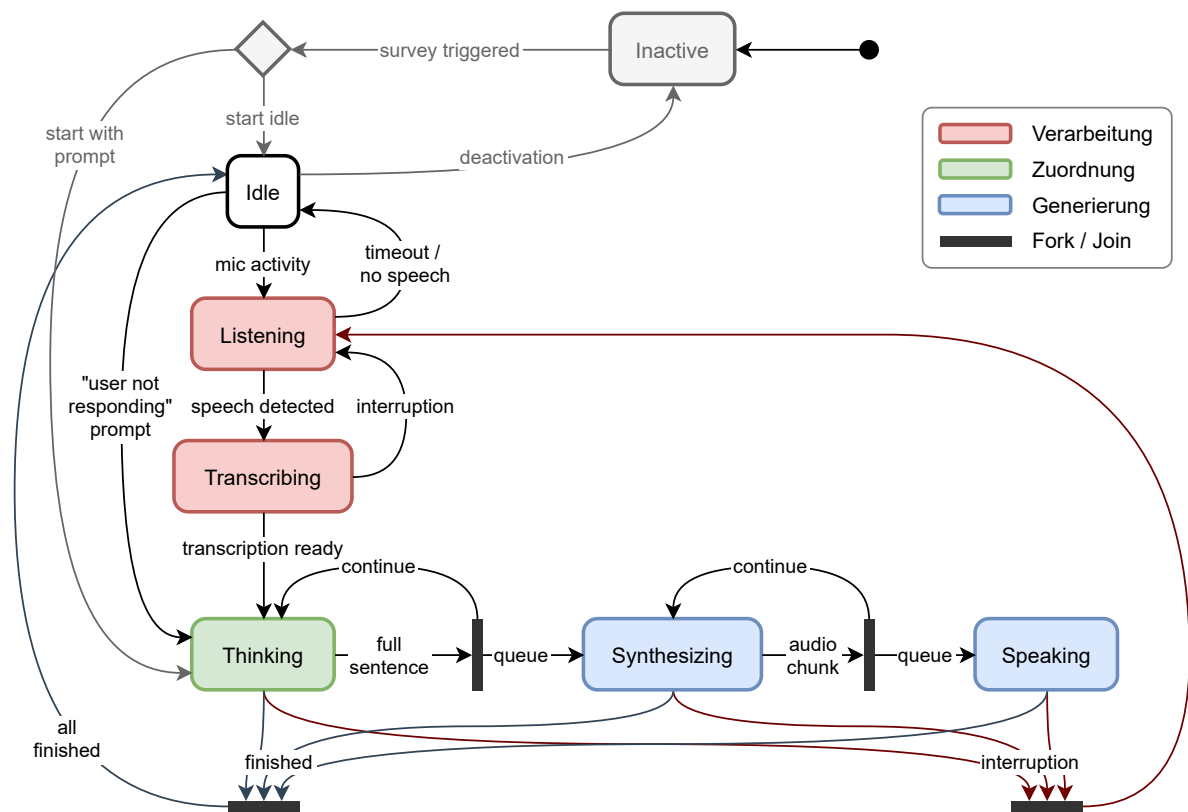 survey triggered
Inactive
start with
prompt
start idle
deactivation
Idle
Verarbeitung
Zuordnung
Generierung
Fork / Join
mic activity
timeout /
no speech
Listening
"user not
responding"
prompt
speech detected
interruption
Transcribing
transcription ready
continue
continue
Thinking
full
sentence
queue
Synthesizing
audio
chunk
queue
Speaking
all
finished
finished
interruption